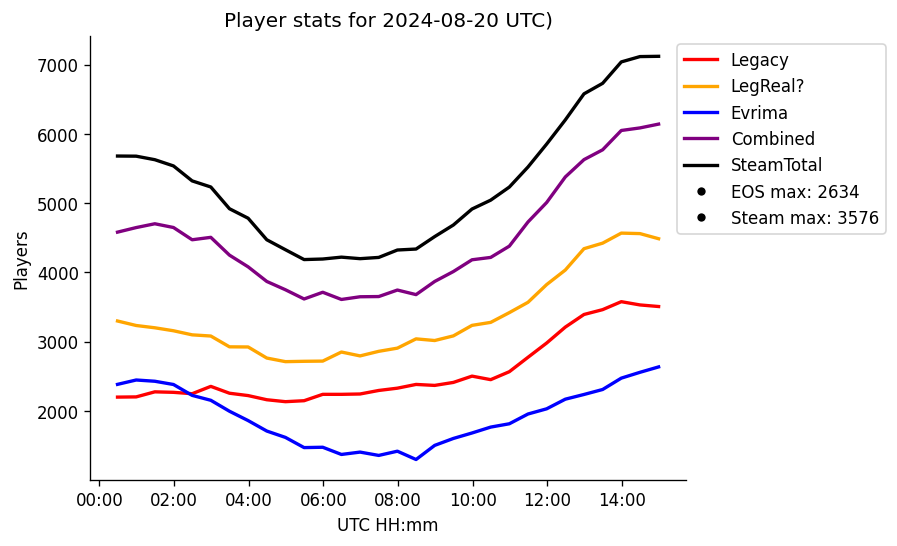 Player stats for 2024-08-20 UTC)
Legacy
LegReal?
Evrima
Combined
SteamTotal
EOS max: 2634
Steam max: 3576
Players
7000
6000
5000
4000
3000
2000
00:00 02:00 04:00 06:00 08:00 10:00 12:00 14:00
UTC HH:mm